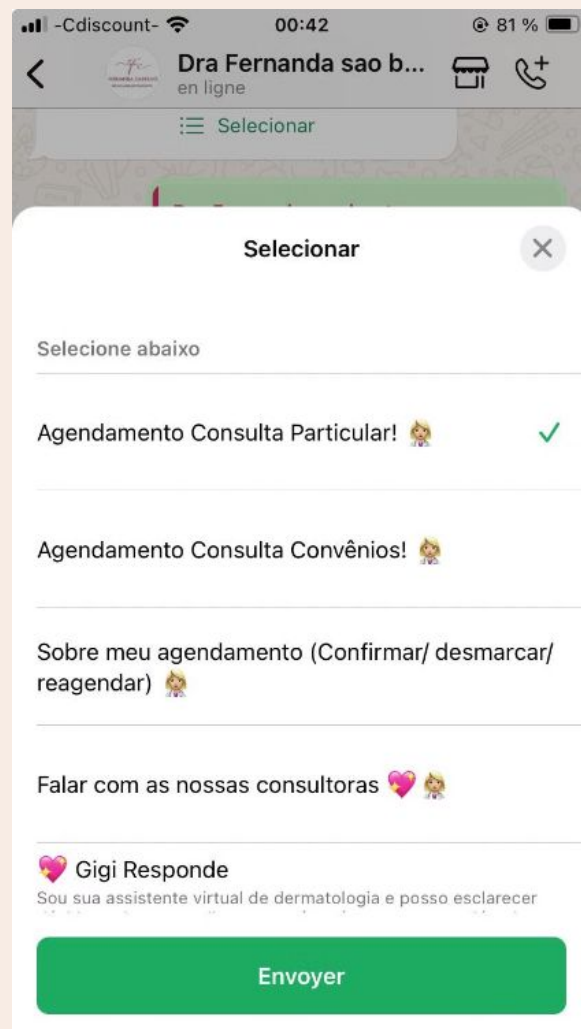 -Cdiscount- 00:42 81 %
Dra Fernanda sao b...
en ligne
Selecionar
Selecionar
Selecione abaixo
Agendamento Consulta Particular! 👩🏼‍⚕️
Agendamento Consulta Convênios! 👩🏼‍⚕️
Sobre meu agendamento (Confirmar/ desmarcar/
reagendar) 👩🏼‍⚕️
Falar com as nossas consultoras 💖 👩🏼‍⚕️
💖 Gigi Responde
Sou sua assistente virtual de dermatologia e posso esclarecer
Envoyer